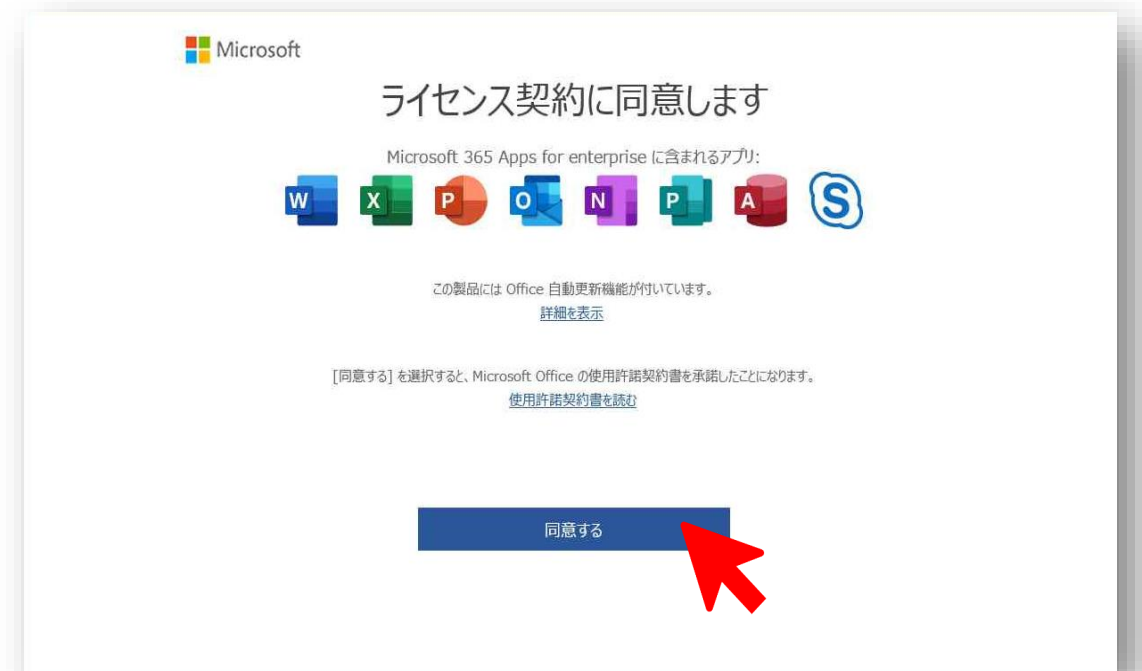 Microsoft
ライセンス契約に同意します
Microsoft 365 Apps for enterprise に含まれるアプリ:
W X P O N P A S
この製品には Office 自動更新機能が付いています。
詳細を表示
[同意する] を選択すると、Microsoft Office の使用許諾契約書を承諾したことになります。
使用許諾契約書を読む
同意する